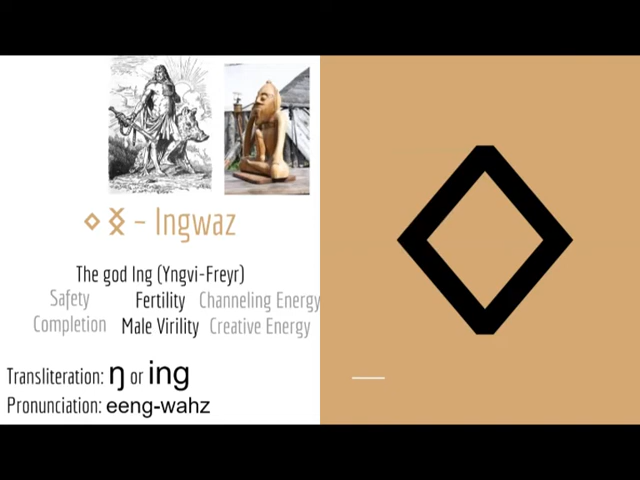 ᛜ ᛝ – Ingwaz
The god Ing (Yngvi-Freyr)
Safety Fertility Channeling Energy
Completion Male Virility Creative Energy
Transliteration: ŋ or ing
Pronunciation: eeng-wahz